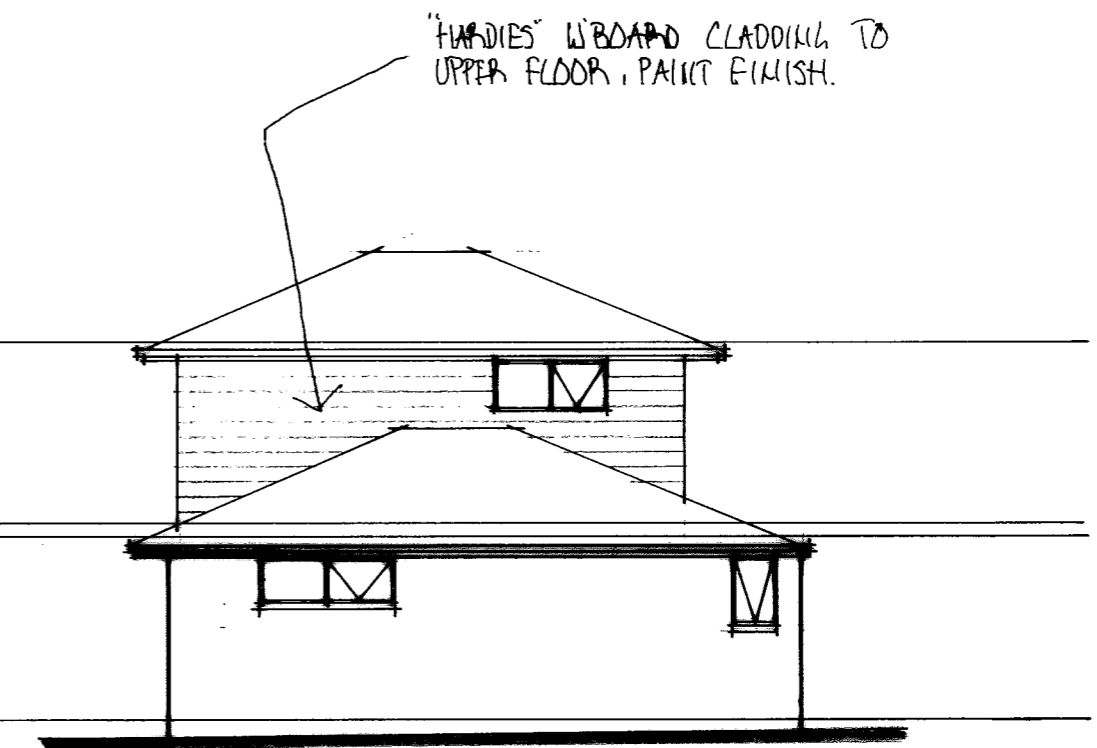 "HARDIES" W'BOARD CLADDING TO
UPPER FLOOR, PAINT FINISH.